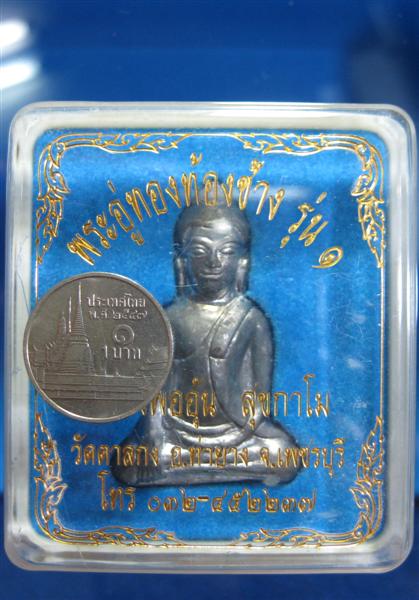 พระอู่ทองท้องช้าง รุ่น ๑
ประเทศไทย
พ.ศ.๒๕๔๗
๑
1 บาท
พ่ออุ้น สุขกาโม
วัดตาลกง อ.ท่ายาง จ.เพชรบุรี
โทร ๐๓๒-๔๕๒๒๓๗